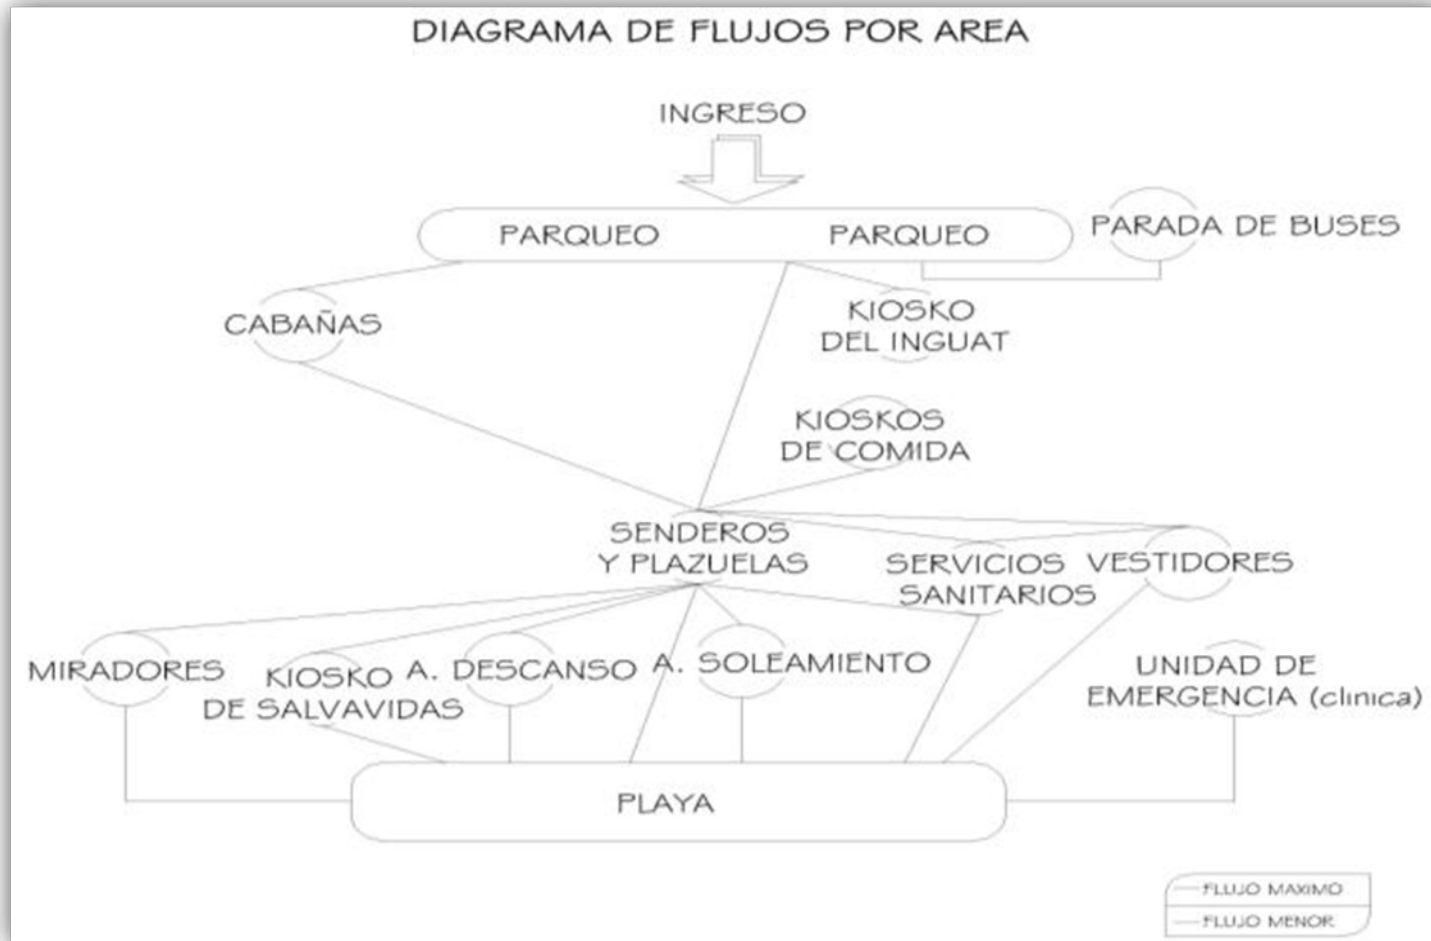 DIAGRAMA DE FLUJOS POR AREA
INGRESO
PARQUEO
PARQUEO
PARADA DE BUSES
CABAÑAS
KIOSKO
DEL INGUAT
KIOSKOS
DE COMIDA
SENDEROS
Y PLAZUELAS
SERVICIOS
SANITARIOS
VESTIDORES
MIRADORES
KIOSKO
DE SALVAVIDAS
A. DESCANSO
A. SOLEAMIENTO
UNIDAD DE
EMERGENCIA (clinica)
PLAYA
FLUJO MAXIMO
FLUJO MENOR